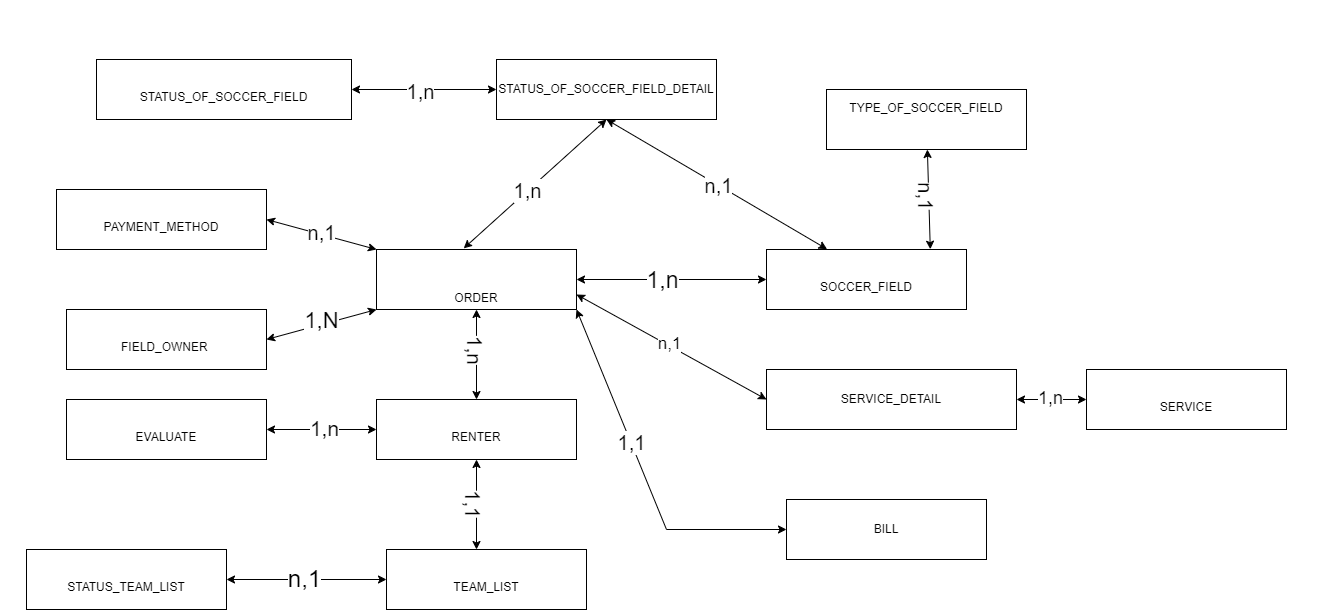 STATUS_OF_SOCCER_FIELD
1,n
STATUS_OF_SOCCER_FIELD_DETAIL
TYPE_OF_SOCCER_FIELD
1,n
n,1
n,1
PAYMENT_METHOD
n,1
ORDER
1,n
SOCCER_FIELD
FIELD_OWNER
1,N
1,n
n,1
SERVICE_DETAIL
1,n
SERVICE
EVALUATE
1,n
RENTER
1,1
1,1
BILL
STATUS_TEAM_LIST
n,1
TEAM_LIST